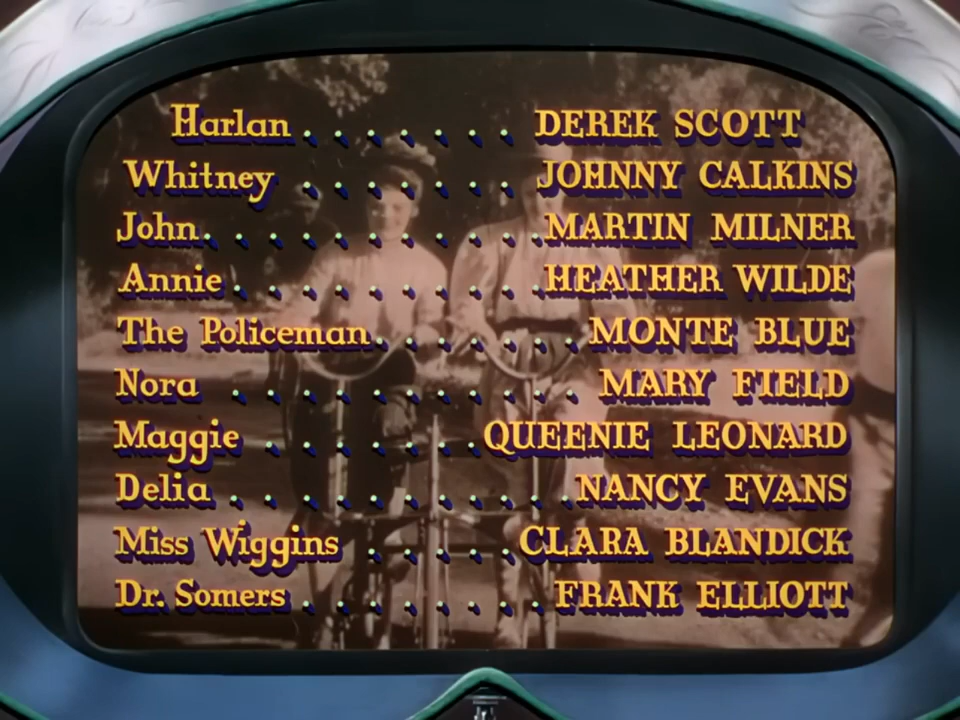 Harlan . . . . . . . DEREK SCOTT
Whitney . . . . . . . JOHNNY CALKINS
John. . . . . . . . . . . MARTIN MILNER
Annie . . . . . . . . . . HEATHER WILDE
The Policeman. . . . . . . MONTE BLUE
Nora . . . . . . . . . . . MARY FIELD
Maggie . . . . . . . QUEENIE LEONARD
Delia . . . . . . . . . . . NANCY EVANS
Miss Wiggins . . . . . CLARA BLANDICK
Dr. Somers . . . . . . . . FRANK ELLIOTT